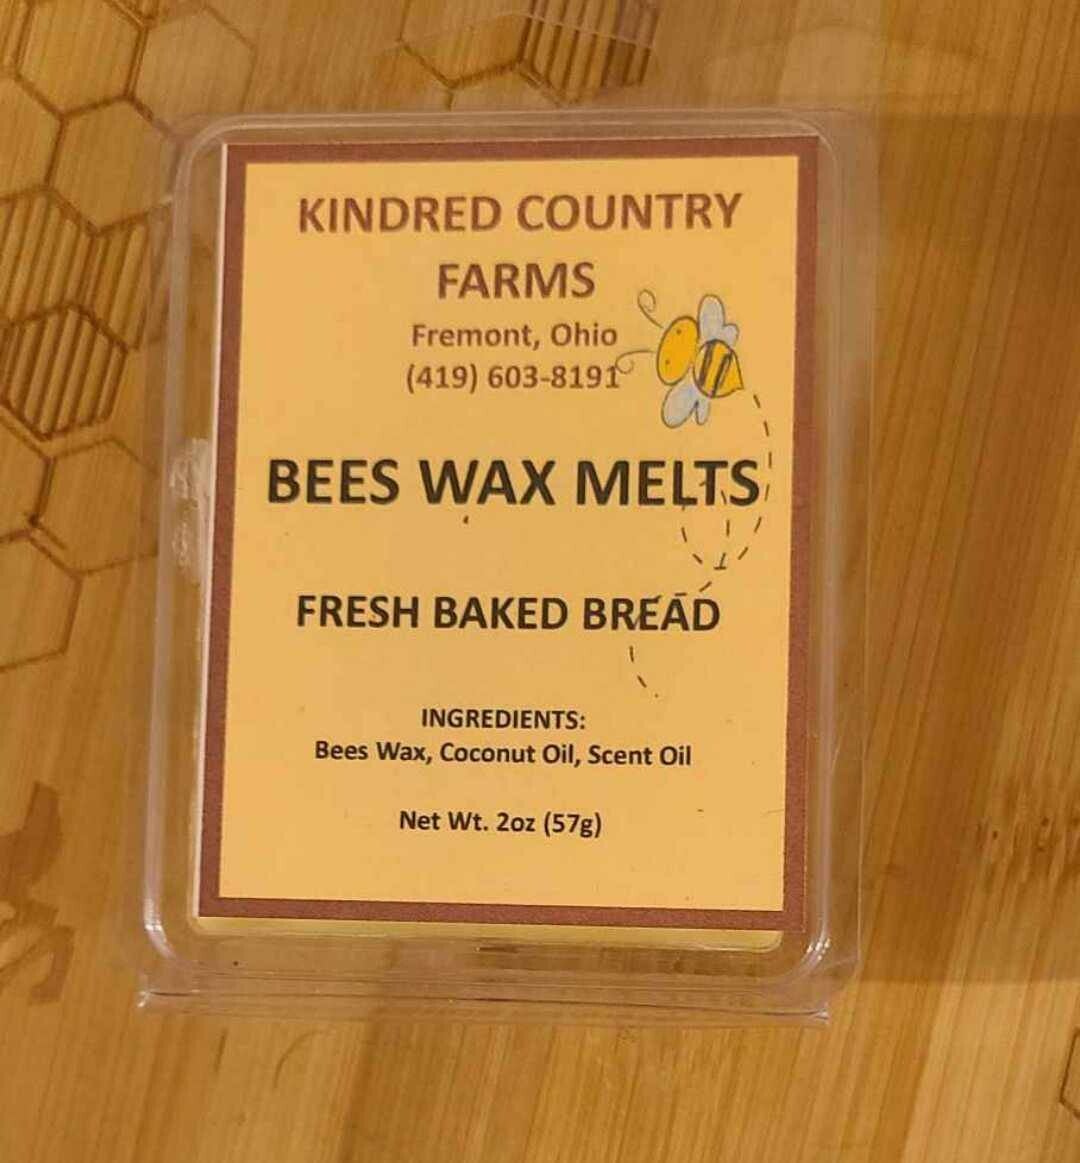 KINDRED COUNTRY
FARMS
Fremont, Ohio
(419) 603-8191
BEES WAX MELTS
FRESH BAKED BREAD
INGREDIENTS:
Bees Wax, Coconut Oil, Scent Oil
Net Wt. 2oz (57g)